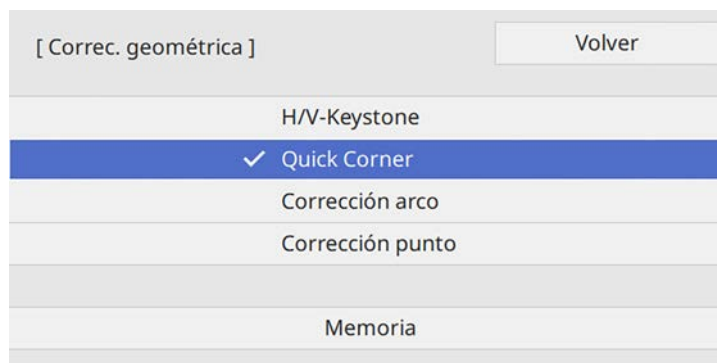 [ Correc. geométrica ]
Volver
H/V-Keystone
Quick Corner
Corrección arco
Corrección punto
Memoria